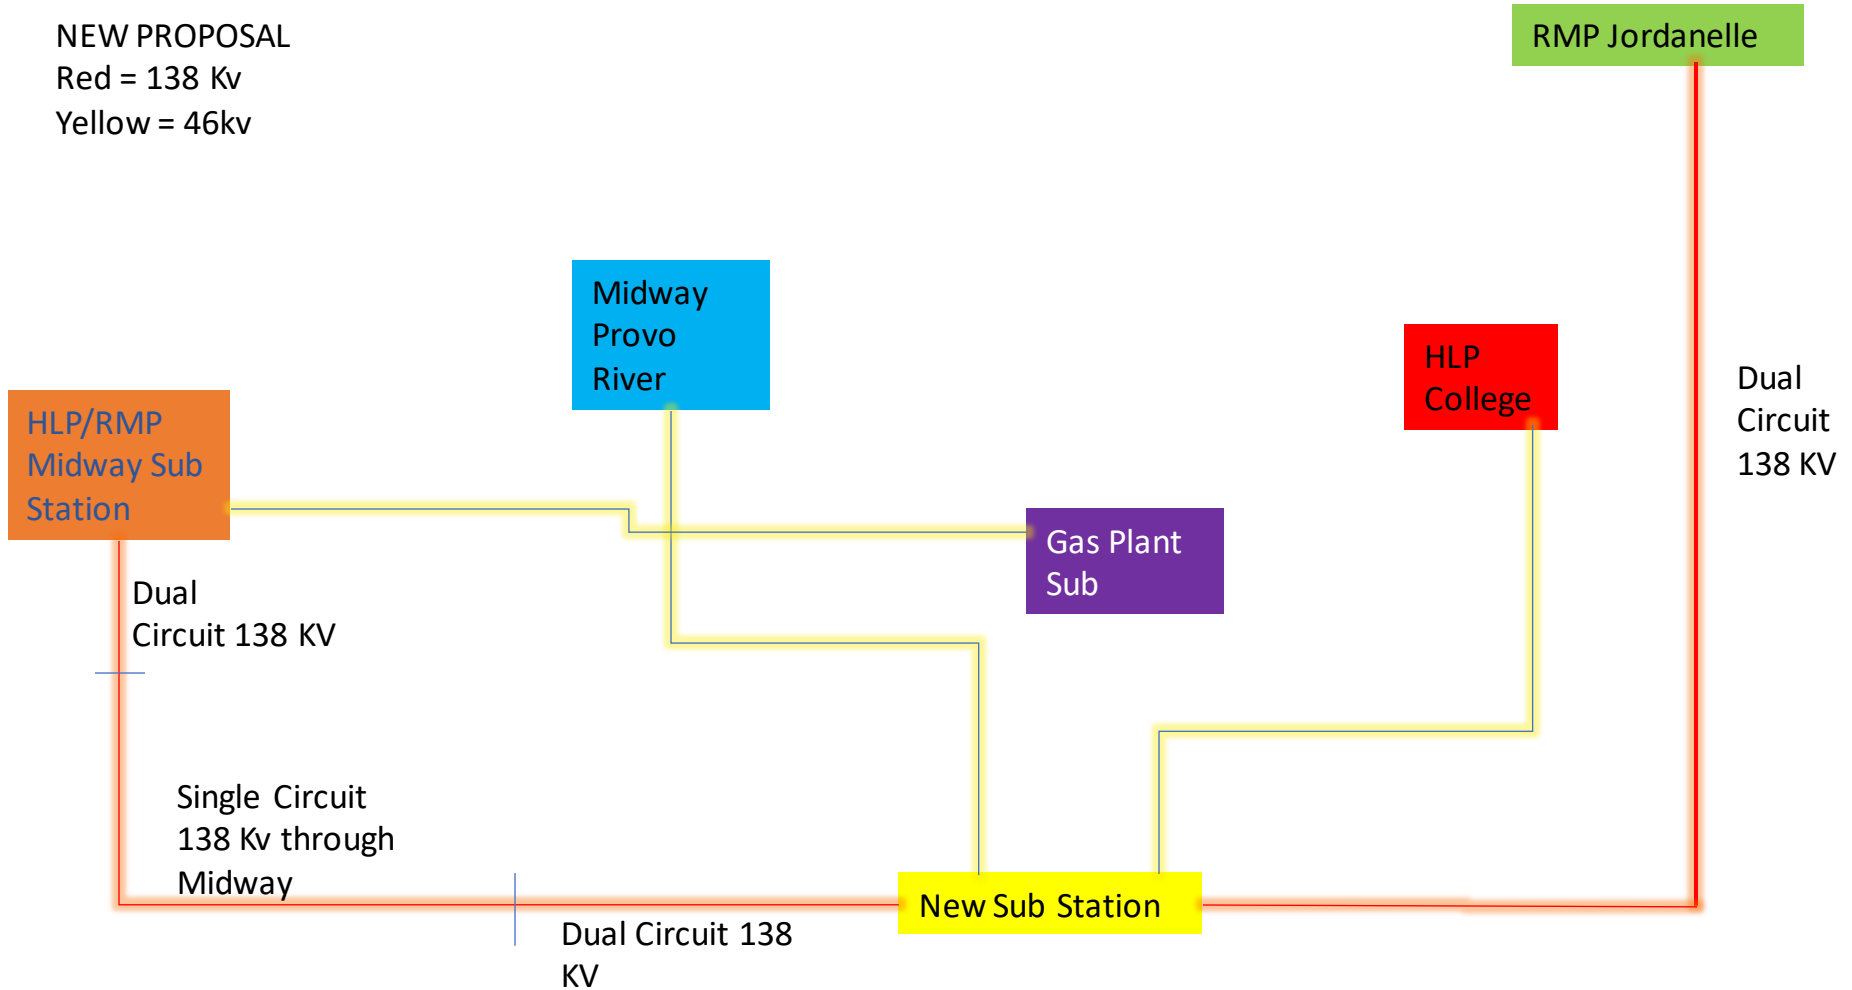 NEW PROPOSAL
Red = 138 Kv
Yellow = 46kv
RMP Jordanelle
Midway
Provo
River
HLP
College
Dual
Circuit
138 KV
HLP/RMP
Midway Sub
Station
Gas Plant
Sub
Dual
Circuit 138 KV
Single Circuit
138 Kv through
Midway
New Sub Station
Dual Circuit 138
KV